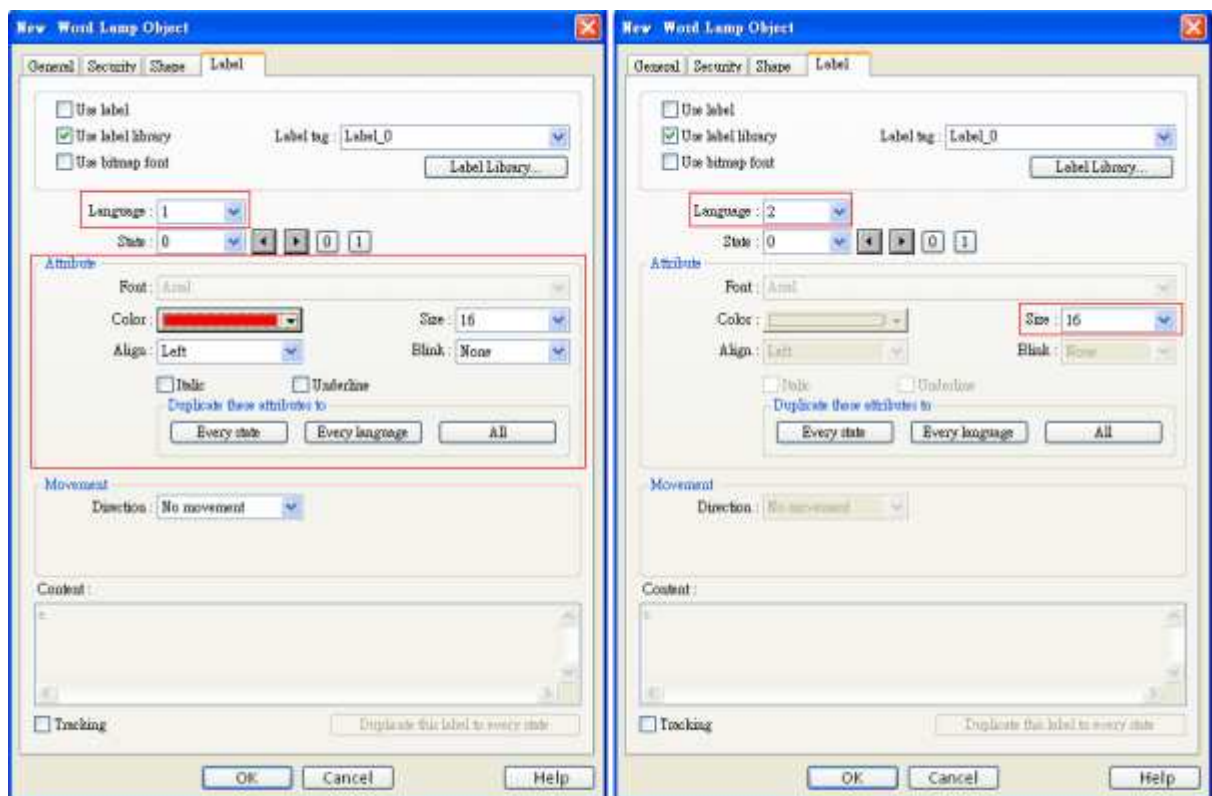 New Word Lamp Object
General Security Shape Label
Use label
Use label library Label tag : Label_0
Use bitmap font Label Library...
Language : 1
State : 0 0 1
Attribute
Font : Arial
Color : Size : 16
Align : Left Blink : None
Italic Underline
Duplicate these attributes to
Every state Every language All
Movement
Direction : No movement
Content :
Tracking Duplicate this label to every state
OK Cancel Help
New Word Lamp Object
General Security Shape Label
Use label
Use label library Label tag : Label_0
Use bitmap font Label Library...
Language : 2
State : 0 0 1
Attribute
Font : Arial
Color : Size : 16
Align : Left Blink : None
Italic Underline
Duplicate these attributes to
Every state Every language All
Movement
Direction : No movement
Content :
Tracking Duplicate this label to every state
OK Cancel Help